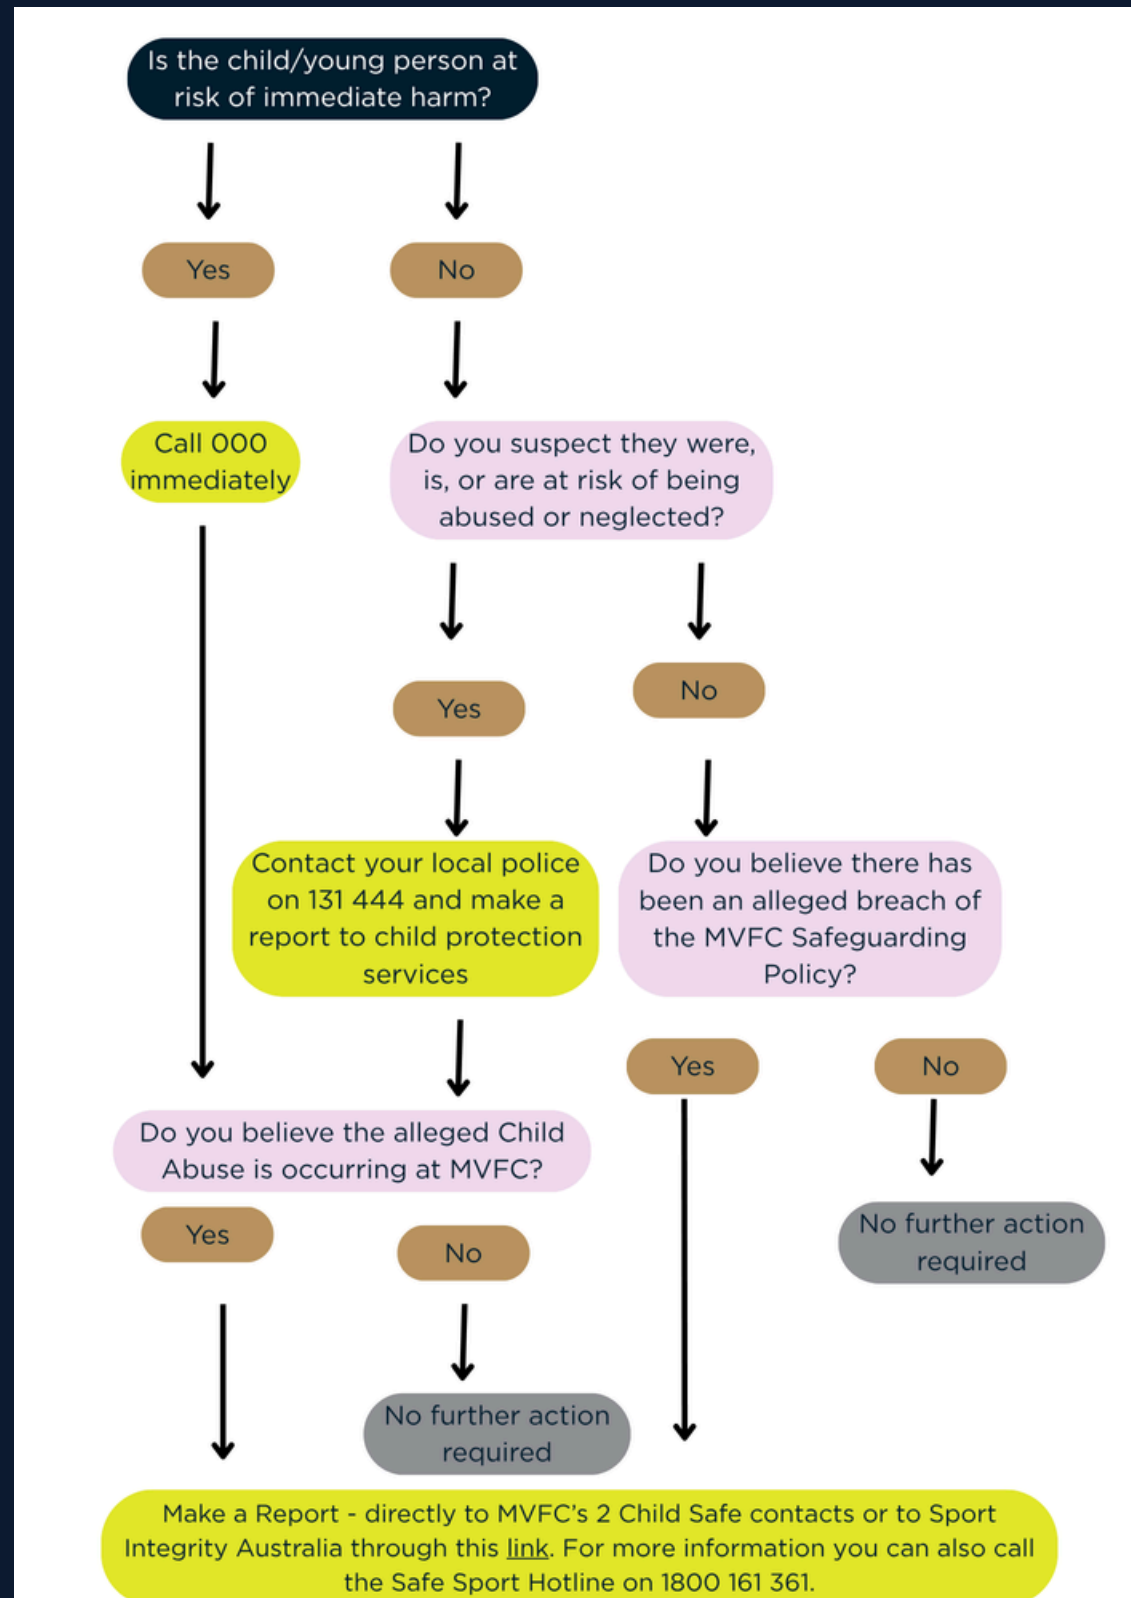 Is the child/young person at
risk of immediate harm?
Yes
No
Call 000
immediately
Do you suspect they were,
is, or are at risk of being
abused or neglected?
Yes
No
Contact your local police
on 131 444 and make a
report to child protection
services
Do you believe there has
been an alleged breach of
the MVFC Safeguarding
Policy?
Yes
No
Do you believe the alleged Child
Abuse is occurring at MVFC?
Yes
No
No further action
required
No further action
required
Make a Report - directly to MVFC's 2 Child Safe contacts or to Sport
Integrity Australia through this link. For more information you can also call
the Safe Sport Hotline on 1800 161 361.